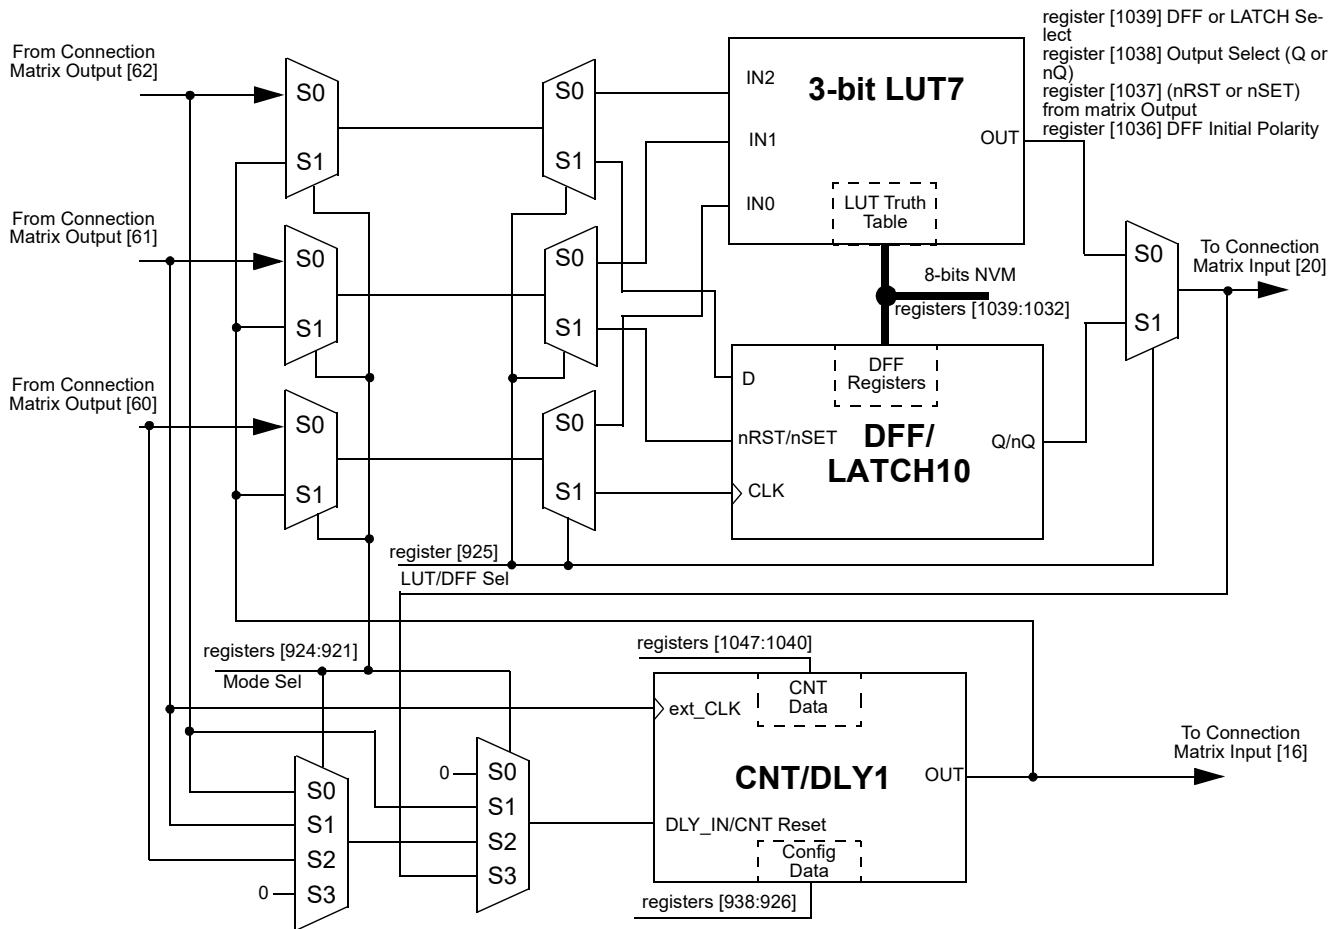 register [1039] DFF or LATCH Se-
lect
register [1038] Output Select (Q or
nQ)
register [1037] (nRST or nSET)
from matrix Output
register [1036] DFF Initial Polarity
From Connection
Matrix Output [62]
S0
S1
S0
S1
IN2
IN1
IN0
3-bit LUT7
OUT
LUT Truth
Table
From Connection
Matrix Output [61]
S0
S1
S0
S1
8-bits NVM
registers [1039:1032]
S0
S1
To Connection
Matrix Input [20]
From Connection
Matrix Output [60]
S0
S1
S0
S1
D
nRST/nSET
CLK
DFF
Registers
DFF/
LATCH10
Q/nQ
register [925]
LUT/DFF Sel
registers [924:921]
Mode Sel
registers [1047:1040]
CNT
Data
ext_CLK
CNT/DLY1
OUT
DLY_IN/CNT Reset
Config
Data
registers [938:926]
To Connection
Matrix Input [16]
S0
S1
S2
0
S3
0
S0
S1
S2
S3